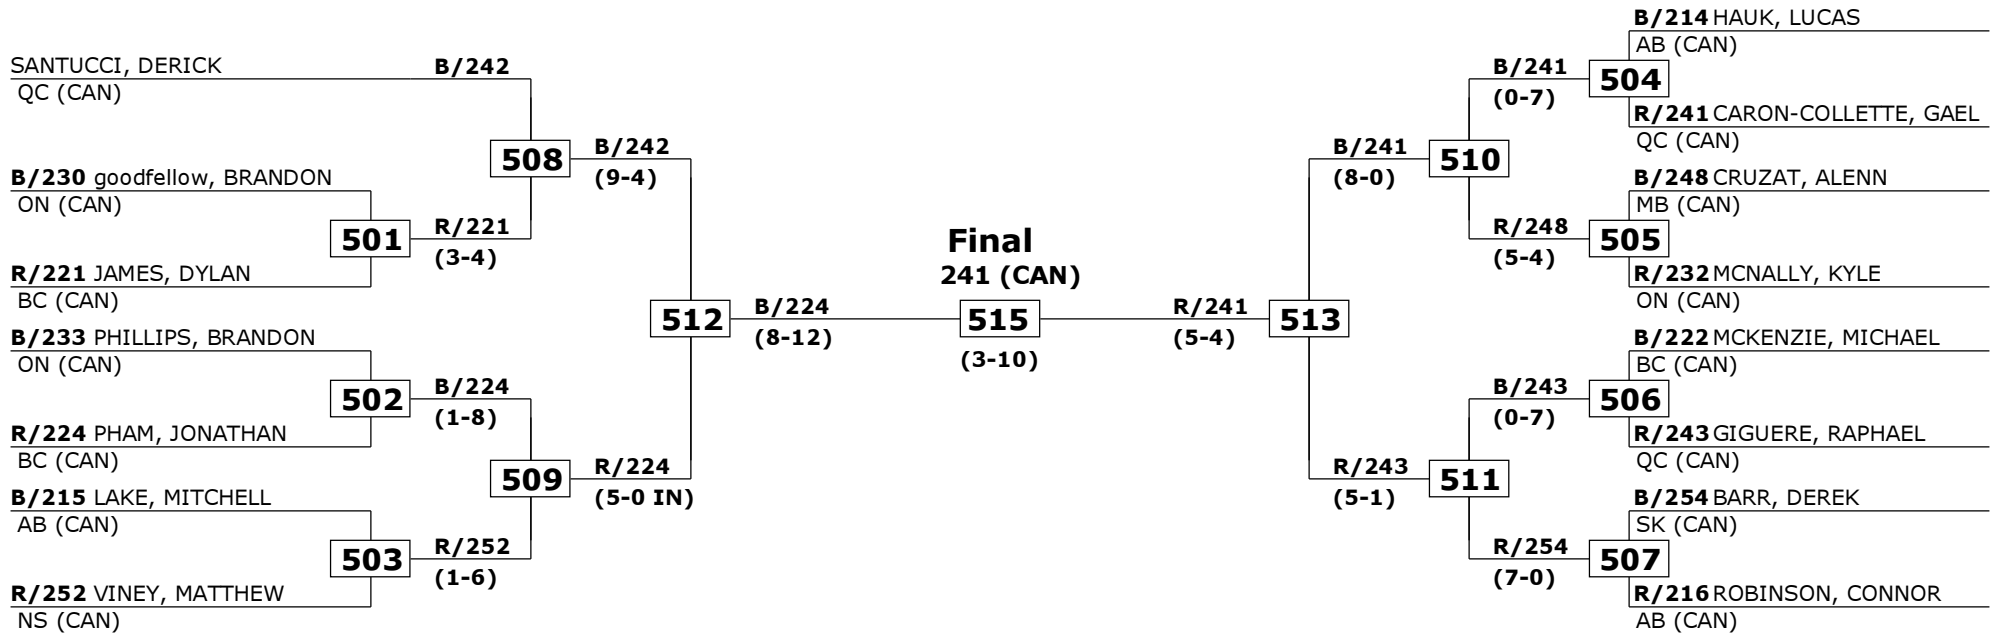 SANTUCCI, DERICK
QC (CAN)
B/242
B/230 goodfellow, BRANDON
ON (CAN)
501
R/221 JAMES, DYLAN
BC (CAN)
R/221
(3-4)
508
B/242
(9-4)
B/233 PHILLIPS, BRANDON
ON (CAN)
502
R/224 PHAM, JONATHAN
BC (CAN)
B/224
(1-8)
B/215 LAKE, MITCHELL
AB (CAN)
503
R/252 VINEY, MATTHEW
NS (CAN)
R/252
(1-6)
509
R/224
(5-0 IN)
512
B/224
(8-12)
Final
241 (CAN)
515
(3-10)
R/241
(5-4)
513
B/241
(8-0)
510
B/241
(0-7)
504
B/214 HAUK, LUCAS
AB (CAN)
R/241 CARON-COLLETTE, GAEL
QC (CAN)
R/248
(5-4)
505
B/248 CRUZAT, ALENN
MB (CAN)
R/232 MCNALLY, KYLE
ON (CAN)
R/243
(5-1)
511
B/243
(0-7)
506
B/222 MCKENZIE, MICHAEL
BC (CAN)
R/243 GIGUERE, RAPHAEL
QC (CAN)
R/254
(7-0)
507
B/254 BARR, DEREK
SK (CAN)
R/216 ROBINSON, CONNOR
AB (CAN)